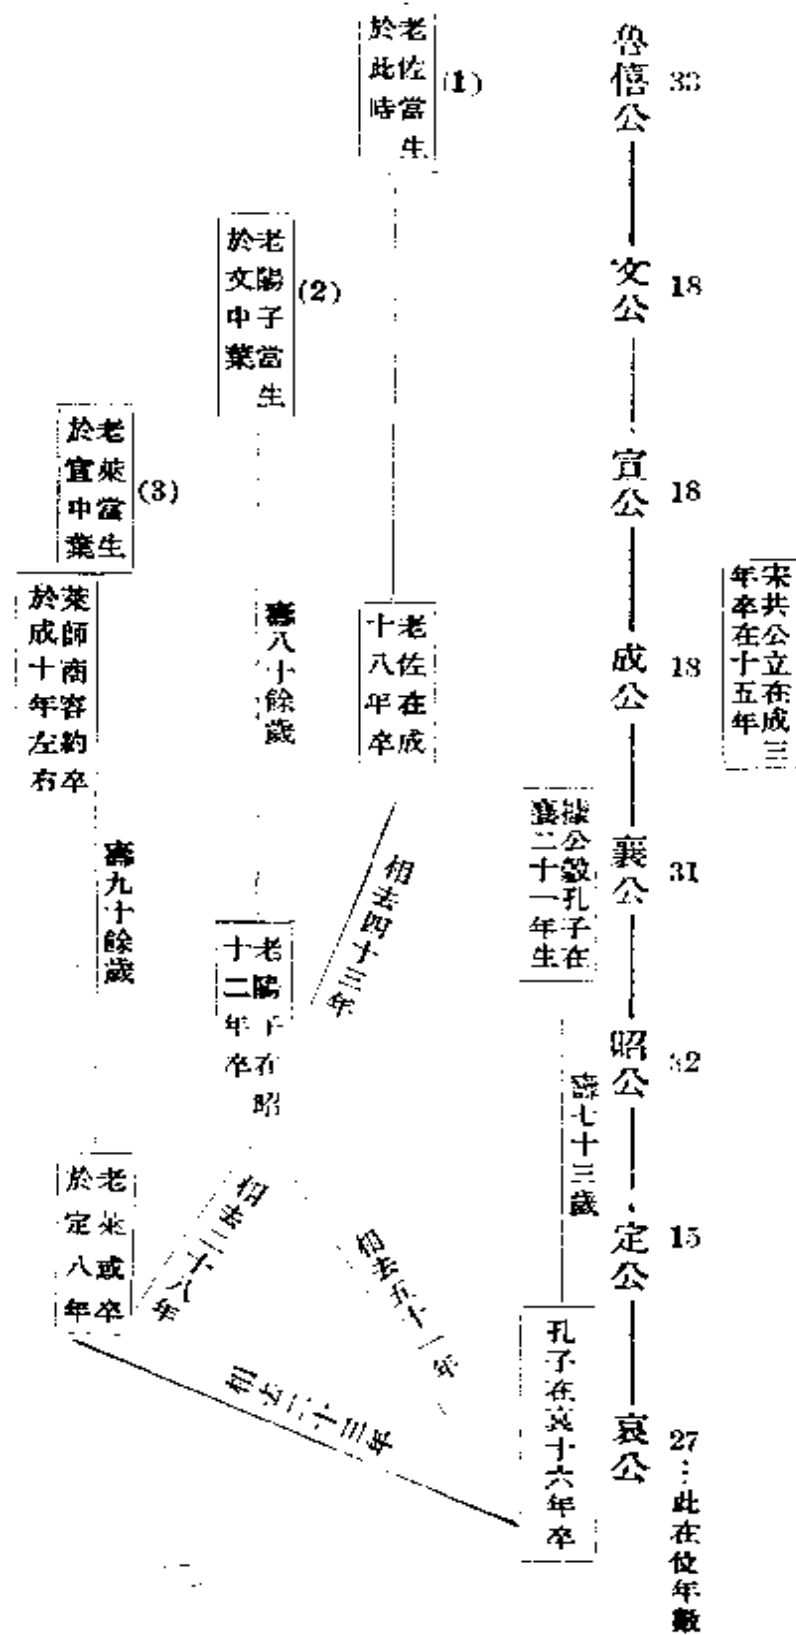 魯僖公 33
文公 18
宣公 18
成公 18
襄公 31
昭公 32
定公 15
哀公 27…此在位年數
宋共公立在成三
年卒在十五年
據公穀孔子在
襄二十一年生
壽七十三歲
孔子在哀十六年卒
(1)
老佐當生
於此時
老佐在成
十八年卒
相去四十三年
(2)
老陽子當生
於文中葉
壽八十餘歲
老陽子在昭
十二年卒
相去二十八年
相去五十一年
(3)
老萊當生
於宣中葉
萊師商容約卒
於成十年左右
壽九十餘歲
老萊或卒
於定八年
相去二十三年